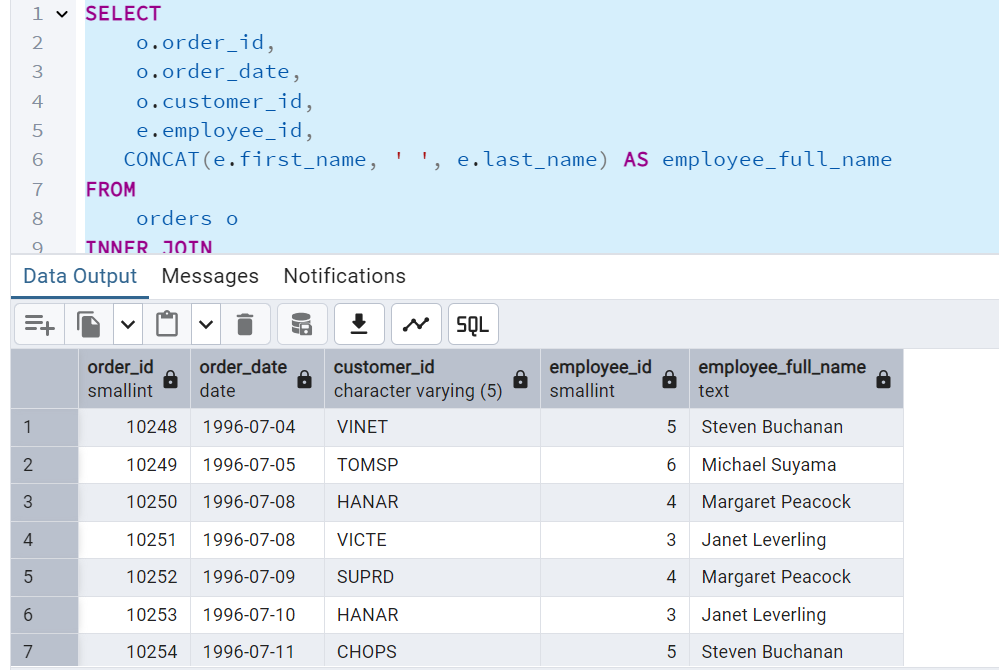 1 SELECT
2 o.order_id,
3 o.order_date,
4 o.customer_id,
5 e.employee_id,
6 CONCAT(e.first_name, ' ', e.last_name) AS employee_full_name
7 FROM
8 orders o
9 INNER JOIN
Data Output Messages Notifications
SQL
order_id order_date customer_id employee_id employee_full_name
smallint date character varying (5) smallint text
1 10248 1996-07-04 VINET 5 Steven Buchanan
2 10249 1996-07-05 TOMSP 6 Michael Suyama
3 10250 1996-07-08 HANAR 4 Margaret Peacock
4 10251 1996-07-08 VICTE 3 Janet Leverling
5 10252 1996-07-09 SUPRD 4 Margaret Peacock
6 10253 1996-07-10 HANAR 3 Janet Leverling
7 10254 1996-07-11 CHOPS 5 Steven Buchanan